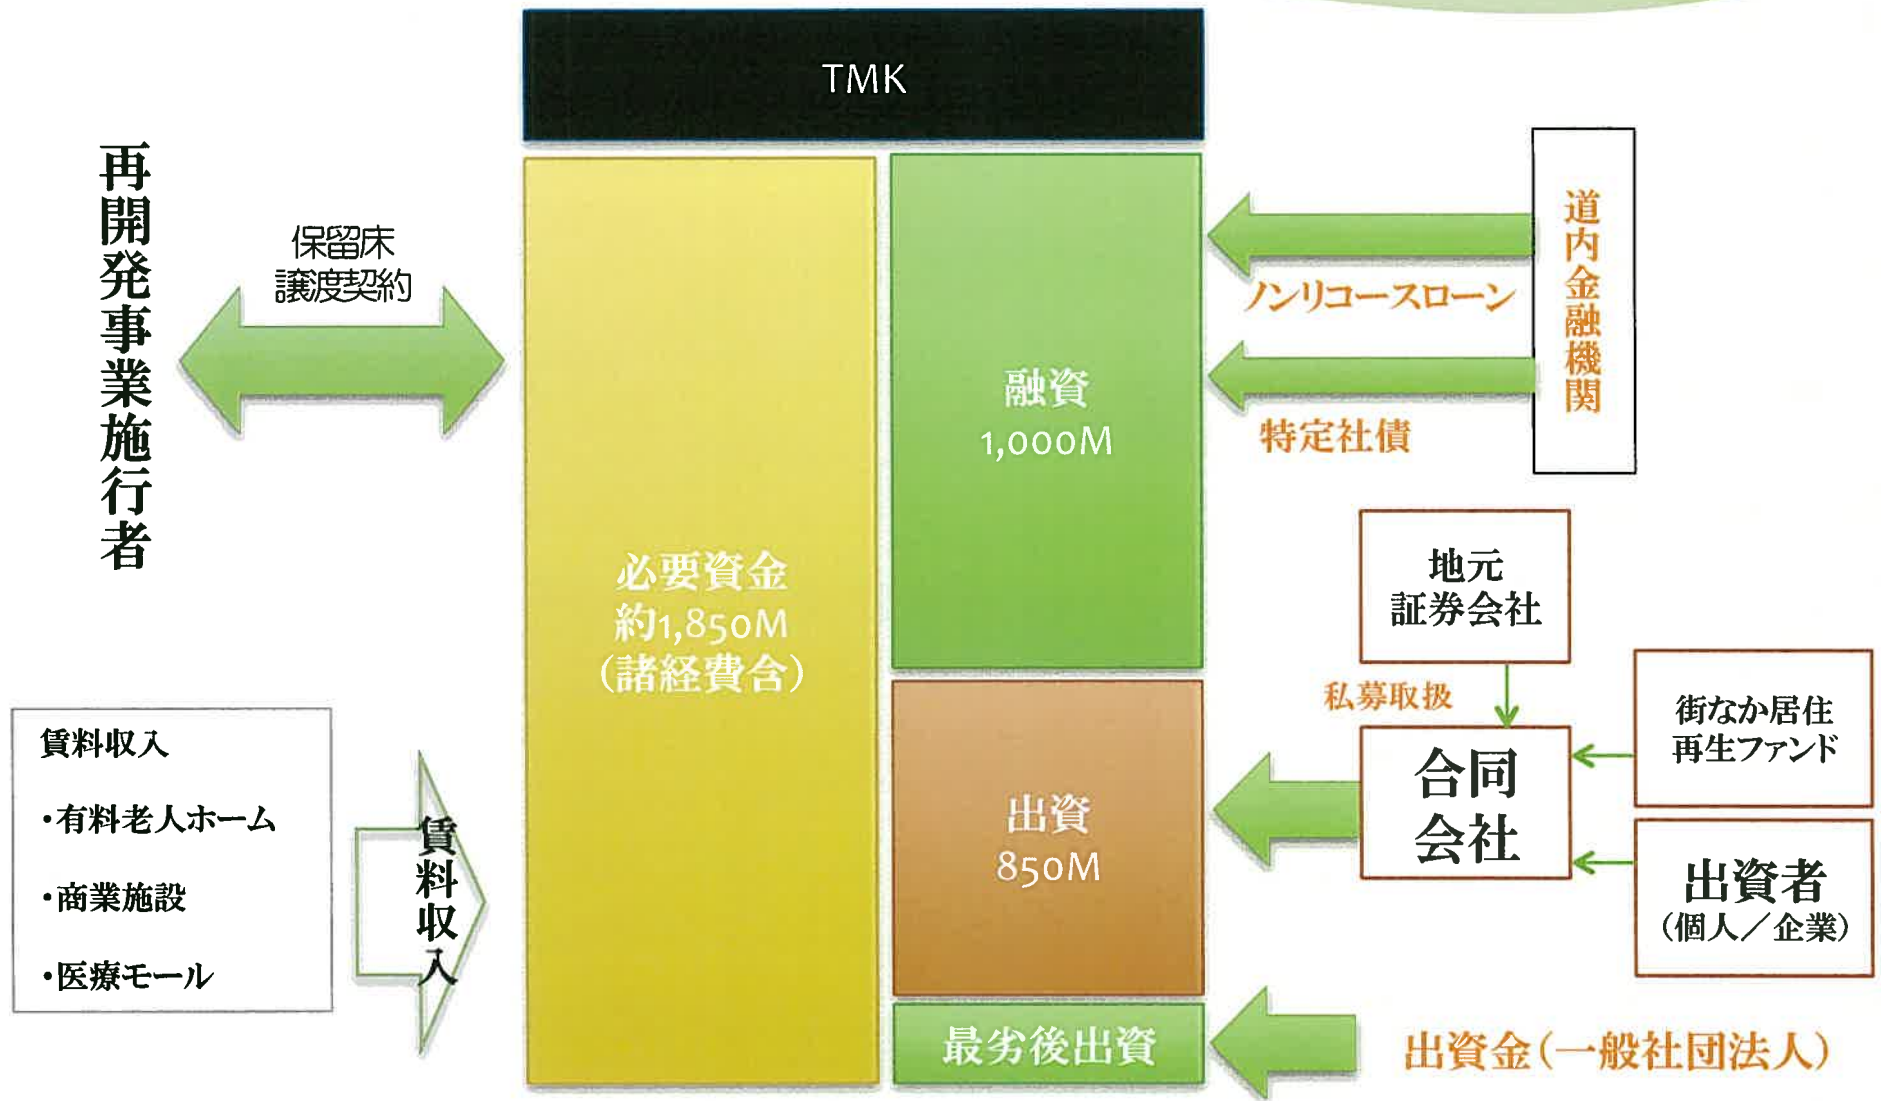 TMK
再開発事業施行者
保留床
譲渡契約
必要資金
約1,850M
(諸経費含)
賃料収入
・有料老人ホーム
・商業施設
・医療モール
賃料収入
融資
1,000M
ノンリコースローン
特定社債
道内金融機関
地元
証券会社
私募取扱
合同
会社
街なか居住
再生ファンド
出資者
(個人／企業)
出資
850M
最劣後出資
出資金(一般社団法人)